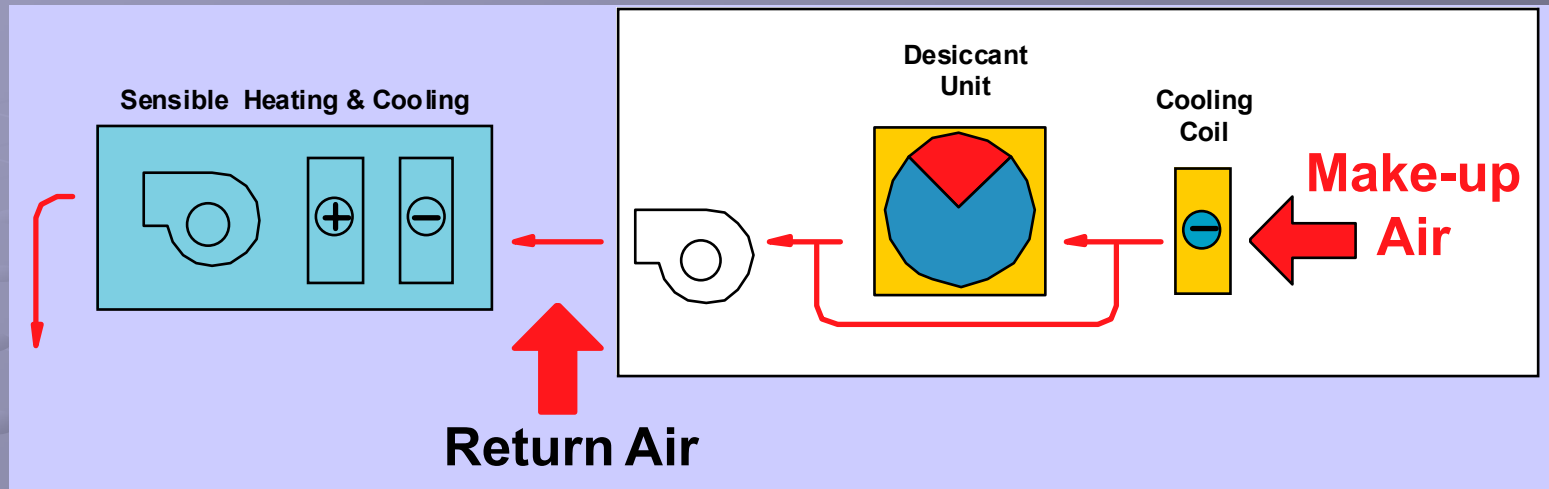 Sensible Heating & Cooling
Desiccant
Unit
Cooling
Coil
Make-up
Air
Return Air